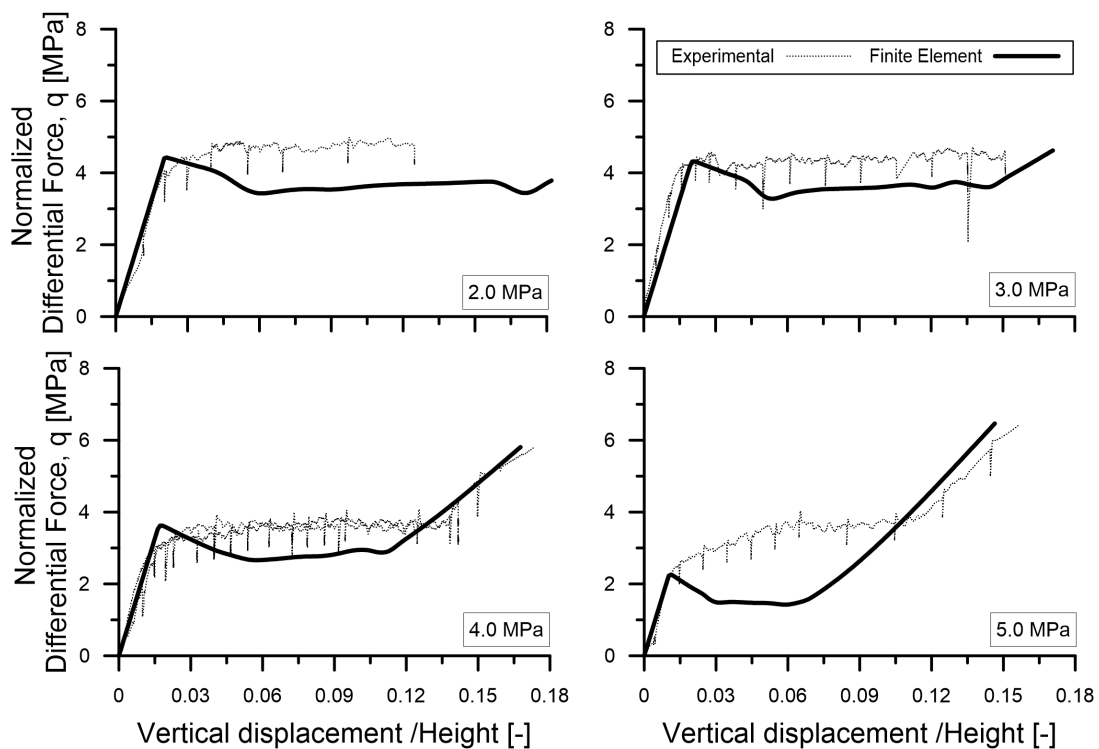 8
6
4
2
0
Normalized
Differential Force, q [MPa]
2.0 MPa
8
6
4
2
0
Experimental Finite Element
3.0 MPa
8
6
4
2
0
Normalized
Differential Force, q [MPa]
4.0 MPa
0 0.03 0.06 0.09 0.12 0.15 0.18
Vertical displacement /Height [-]
8
6
4
2
0
5.0 MPa
0 0.03 0.06 0.09 0.12 0.15 0.18
Vertical displacement /Height [-]